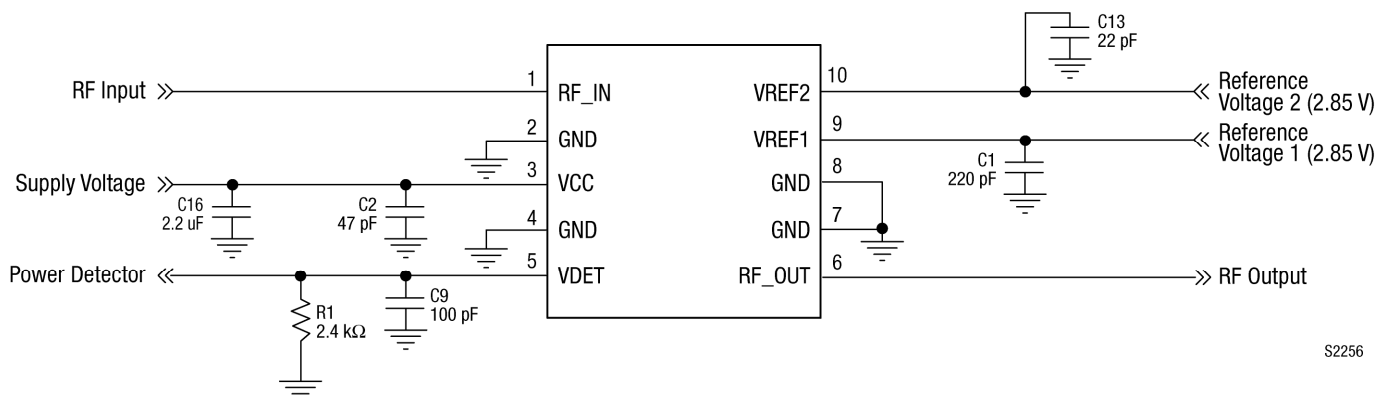 C13
22 pF
RF Input
1
RF_IN
VREF2
10
Reference
Voltage 2 (2.85 V)
2
GND
VREF1
9
Reference
Voltage 1 (2.85 V)
C1
220 pF
Supply Voltage
3
VCC
GND
8
C16
2.2 uF
C2
47 pF
4
GND
GND
7
Power Detector
5
VDET
RF_OUT
6
RF Output
R1
2.4 kΩ
C9
100 pF
S2256